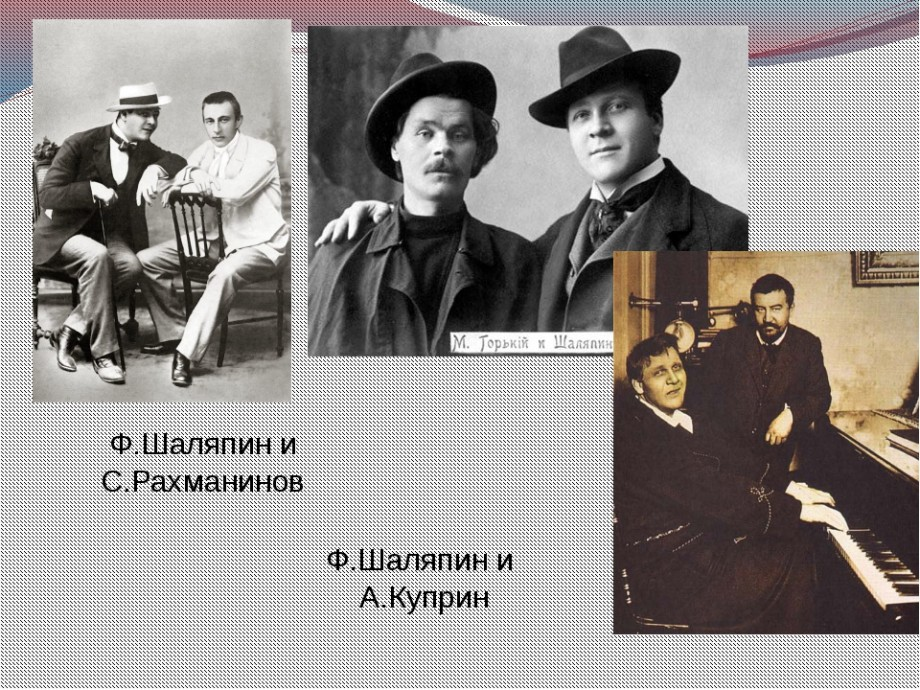 М. Горькій и Шаляпин
Ф.Шаляпин и
С.Рахманинов
Ф.Шаляпин и
А.Куприн